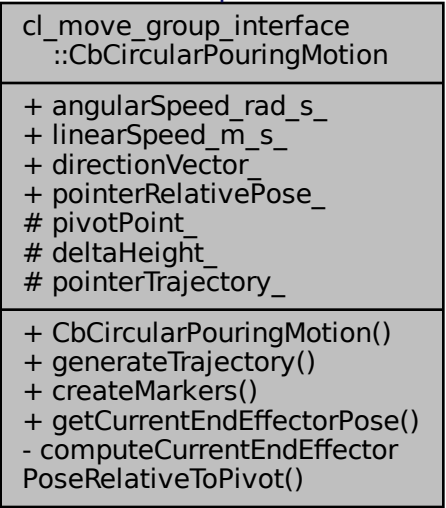 cl_move_group_interface
::CbCircularPouringMotion
+ angularSpeed_rad_s_
+ linearSpeed_m_s_
+ directionVector_
+ pointerRelativePose_
# pivotPoint_
# deltaHeight_
# pointerTrajectory_
+ CbCircularPouringMotion()
+ generateTrajectory()
+ createMarkers()
+ getCurrentEndEffectorPose()
- computeCurrentEndEffector
PoseRelativeToPivot()